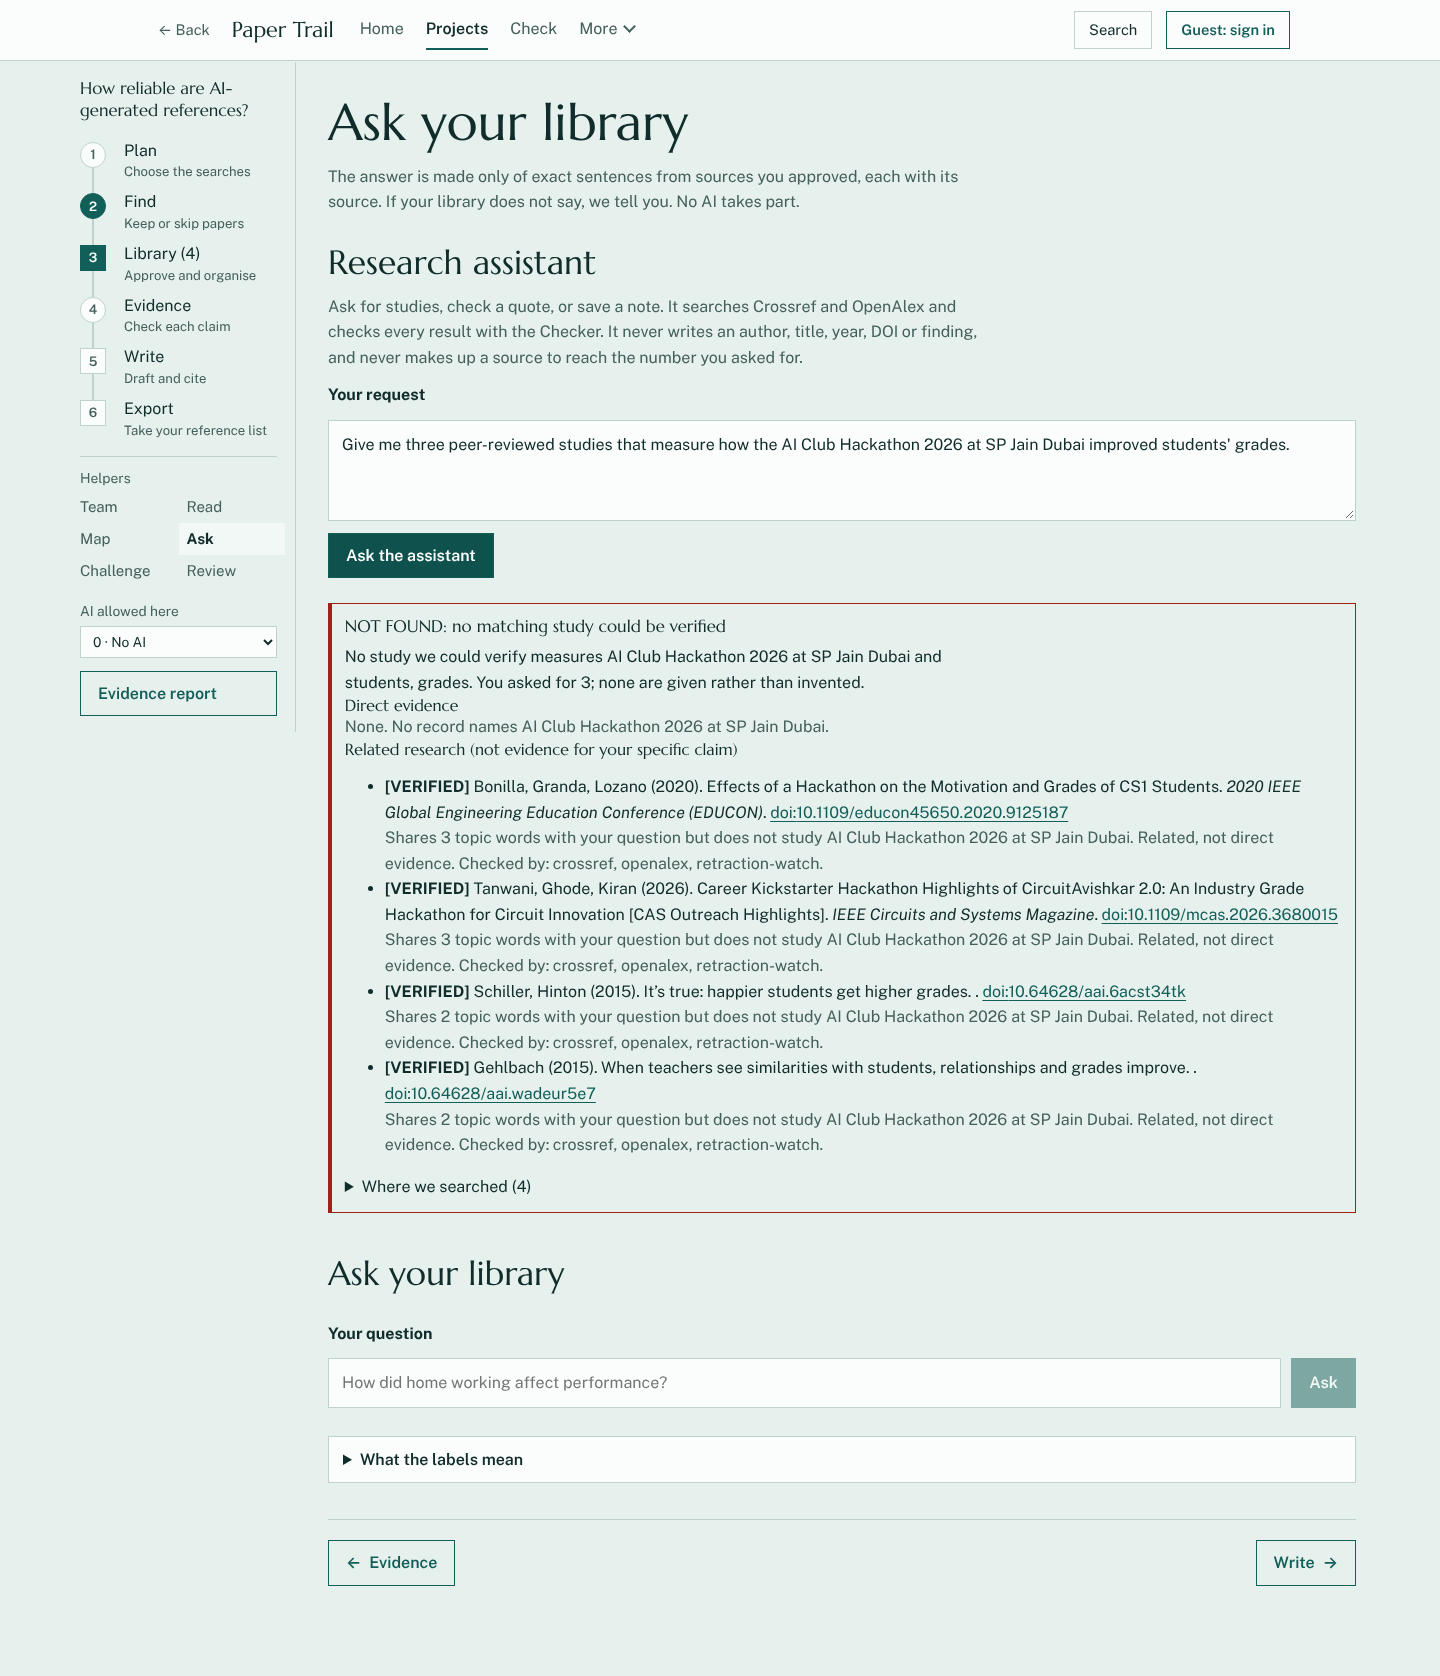 ← Back
Paper Trail
Home
Projects
Check
More
Search
Guest: sign in
How reliable are AI-
generated references?
1
Plan
Choose the searches
2
Find
Keep or skip papers
3
Library (4)
Approve and organise
4
Evidence
Check each claim
5
Write
Draft and cite
6
Export
Take your reference list
Helpers
Team
Read
Map
Ask
Challenge
Review
AI allowed here
0 · No AI
Evidence report
Ask your library
The answer is made only of exact sentences from sources you approved, each with its
source. If your library does not say, we tell you. No AI takes part.
Research assistant
Ask for studies, check a quote, or save a note. It searches Crossref and OpenAlex and
checks every result with the Checker. It never writes an author, title, year, DOI or finding,
and never makes up a source to reach the number you asked for.
Your request
Give me three peer-reviewed studies that measure how the AI Club Hackathon 2026 at SP Jain Dubai improved students' grades.
Ask the assistant
NOT FOUND: no matching study could be verified
No study we could verify measures AI Club Hackathon 2026 at SP Jain Dubai and
students, grades. You asked for 3; none are given rather than invented.
Direct evidence
None. No record names AI Club Hackathon 2026 at SP Jain Dubai.
Related research (not evidence for your specific claim)
• [VERIFIED] Bonilla, Granda, Lozano (2020). Effects of a Hackathon on the Motivation and Grades of CS1 Students. 2020 IEEE
Global Engineering Education Conference (EDUCON). doi:10.1109/educon45650.2020.9125187
Shares 3 topic words with your question but does not study AI Club Hackathon 2026 at SP Jain Dubai. Related, not direct
evidence. Checked by: crossref, openalex, retraction-watch.
• [VERIFIED] Tanwani, Ghode, Kiran (2026). Career Kickstarter Hackathon Highlights of CircuitAvishkar 2.0: An Industry Grade
Hackathon for Circuit Innovation [CAS Outreach Highlights]. IEEE Circuits and Systems Magazine. doi:10.1109/mcas.2026.3680015
Shares 3 topic words with your question but does not study AI Club Hackathon 2026 at SP Jain Dubai. Related, not direct
evidence. Checked by: crossref, openalex, retraction-watch.
• [VERIFIED] Schiller, Hinton (2015). It’s true: happier students get higher grades. . doi:10.64628/aai.6acst34tk
Shares 2 topic words with your question but does not study AI Club Hackathon 2026 at SP Jain Dubai. Related, not direct
evidence. Checked by: crossref, openalex, retraction-watch.
• [VERIFIED] Gehlbach (2015). When teachers see similarities with students, relationships and grades improve. .
doi:10.64628/aai.wadeur5e7
Shares 2 topic words with your question but does not study AI Club Hackathon 2026 at SP Jain Dubai. Related, not direct
evidence. Checked by: crossref, openalex, retraction-watch.
▶ Where we searched (4)
Ask your library
Your question
How did home working affect performance?
Ask
▶ What the labels mean
← Evidence
Write →